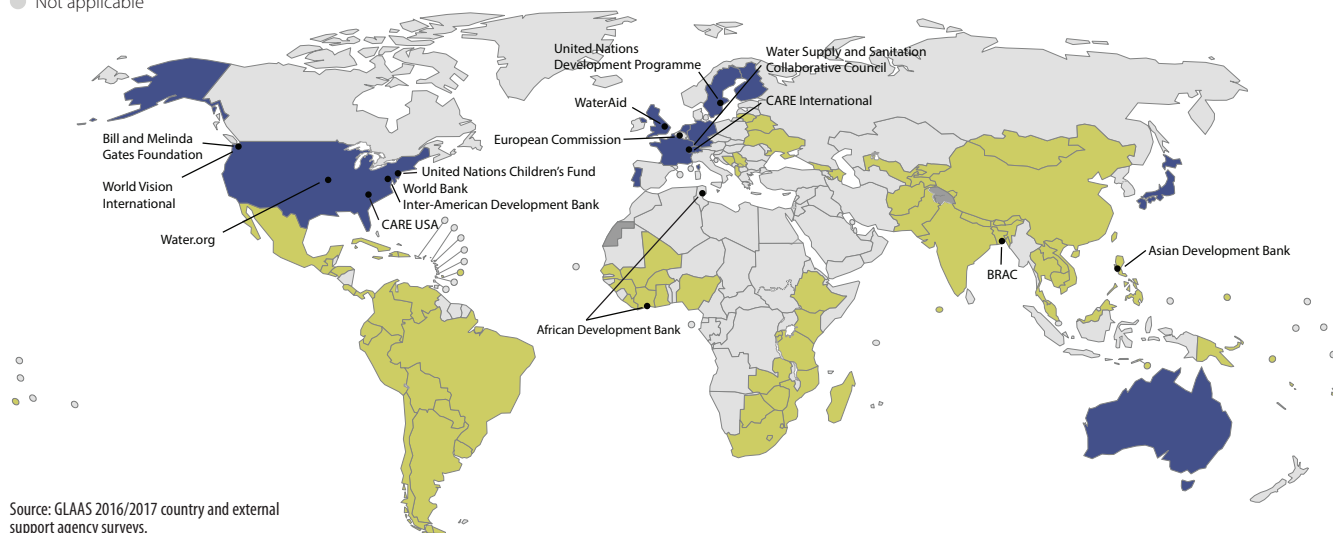 Not applicable
United Nations
Development Programme
Water Supply and Sanitation
Collaborative Council
WaterAid
CARE International
European Commission
Bill and Melinda
Gates Foundation
United Nations Children's Fund
World Vision
International
World Bank
Inter-American Development Bank
CARE USA
Water.org
Asian Development Bank
BRAC
African Development Bank
Source: GLAAS 2016/2017 country and external
support agency surveys.